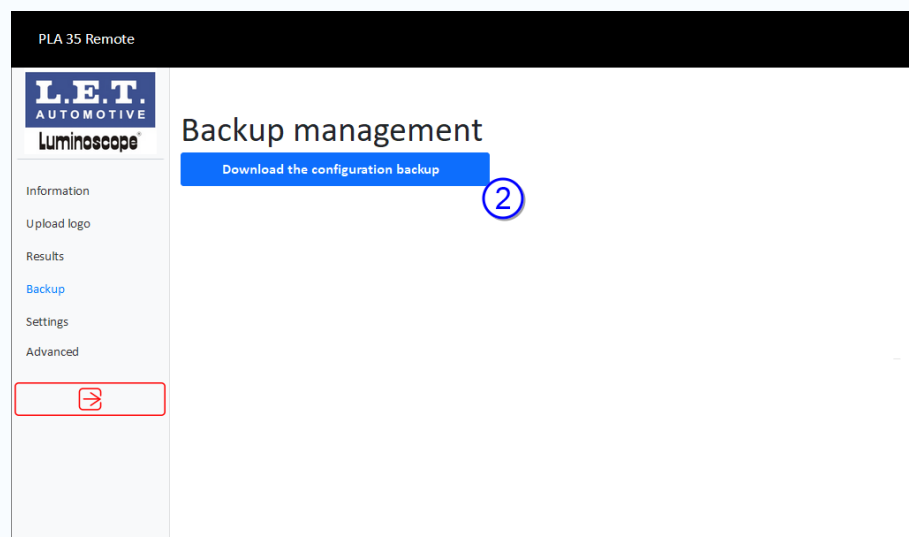 PLA 35 Remote
L.E.T.
AUTOMOTIVE
Luminoscope®
Information
Upload logo
Results
Backup
Settings
Advanced
Backup management
Download the configuration backup
2